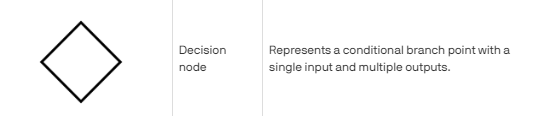 Decision
node
Represents a conditional branch point with a
single input and multiple outputs.